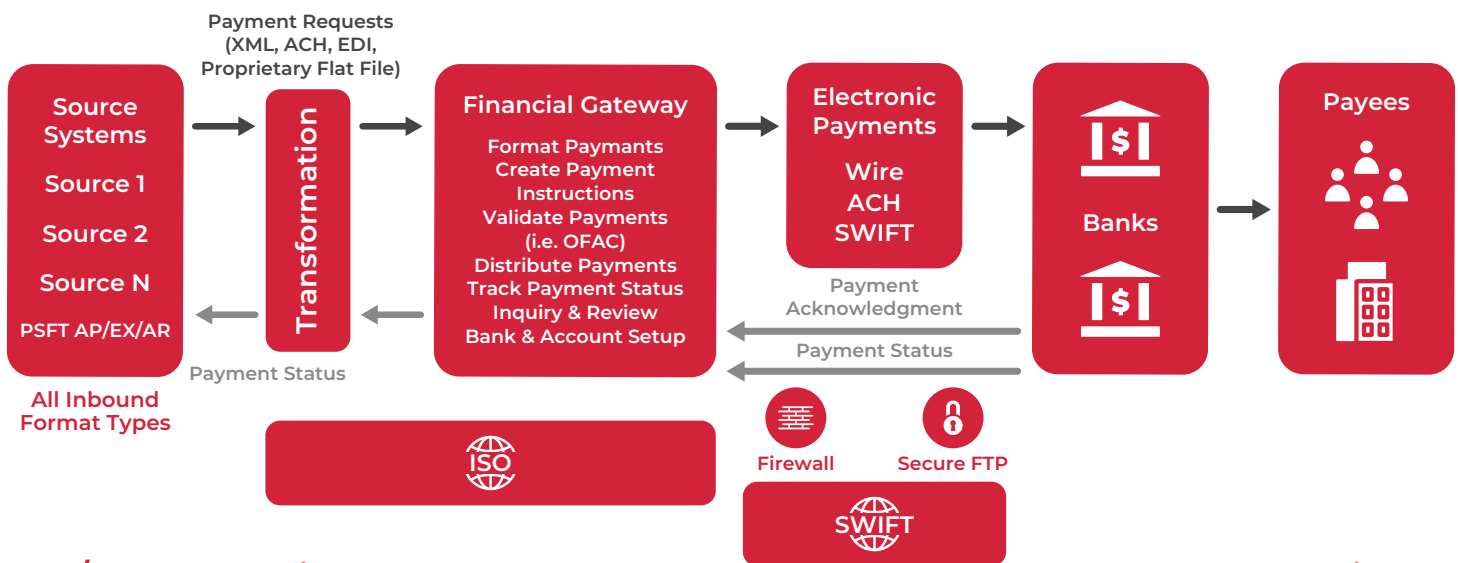 Payment Requests
(XML, ACH, EDI,
Proprietary Flat File)
Source
Systems
Source 1
Source 2
Source N
PSFT AP/EX/AR
All Inbound
Format Types
Transformation
Payment Status
Financial Gateway
Format Paymants
Create Payment
Instructions
Validate Payments
(i.e. OFAC)
Distribute Payments
Track Payment Status
Inquiry & Review
Bank & Account Setup
Electronic
Payments
Wire
ACH
SWIFT
Payment
Acknowledgment
Payment Status
$
Banks
$
Payees
Firewall
Secure FTP
ISO
SWIFT